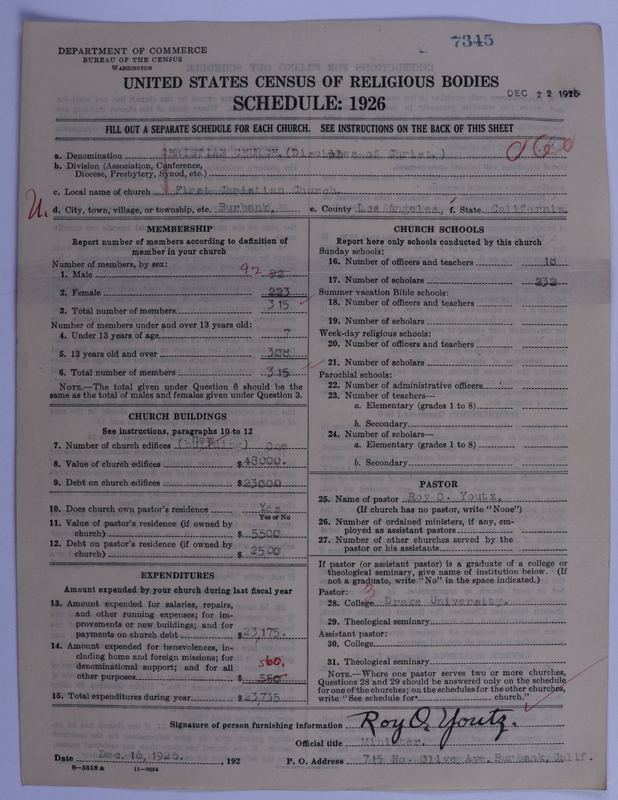 7345
DEPARTMENT OF COMMERCE
BUREAU OF THE CENSUS
WASHINGTON
UNITED STATES CENSUS OF RELIGIOUS BODIES
DEC 22 1926
SCHEDULE: 1926
FILL OUT A SEPARATE SCHEDULE FOR EACH CHURCH. SEE INSTRUCTIONS ON THE BACK OF THIS SHEET
a. Denomination CHRISTIAN CHURCH.(Disciples of Christ.)
b. Division (Association, Conference,
Diocese, Presbytery, Synod, etc.)
c. Local name of church First Christian Church.
d. City, town, village, or township, etc. Burbank, e. County Los Angeles, f. State California
MEMBERSHIP
Report number of members according to definition of
member in your church
Number of members, by sex:
1. Male 92
2. Female 223
3. Total number of members 315
Number of members under and over 13 years old:
4. Under 13 years of age 7
5. 13 years old and over 308
6. Total number of members 315
NOTE.—The total given under Question 6 should be the
same as the total of males and females given under Question 3.
CHURCH BUILDINGS
See instructions, paragraphs 10 to 12
7. Number of church edifices One
8. Value of church edifices $48000.
9. Debt on church edifices $23000
10. Does church own pastor's residence Yes
Yes or No
11. Value of pastor's residence (if owned by
church) $5500
12. Debt on pastor's residence (if owned by
church) $2500
EXPENDITURES
Amount expended by your church during last fiscal year
13. Amount expended for salaries, repairs,
and other running expenses; for im-
provements or new buildings; and for
payments on church debt $23,175.
14. Amount expended for benevolences, in-
cluding home and foreign missions; for
denominational support; and for all
other purposes 560. $550
15. Total expenditures during year $23,735
CHURCH SCHOOLS
Report here only schools conducted by this church
Sunday schools:
16. Number of officers and teachers 18
17. Number of scholars 232
Summer vacation Bible schools:
18. Number of officers and teachers
19. Number of scholars
Week-day religious schools:
20. Number of officers and teachers
21. Number of scholars
Parochial schools:
22. Number of administrative officers
23. Number of teachers—
a. Elementary (grades 1 to 8)
b. Secondary
24. Number of scholars—
a. Elementary (grades 1 to 8)
b. Secondary
PASTOR
25. Name of pastor Roy O. Youtz,
(If church has no pastor, write "None")
26. Number of ordained ministers, if any, em-
ployed as assistant pastors
27. Number of other churches served by the
pastor or his assistants
If pastor (or assistant pastor) is a graduate of a college or
theological seminary, give name of institution below. (If
not a graduate, write "No" in the space indicated.)
Pastor:
28. College Drake University.
29. Theological seminary
Assistant pastor:
30. College
31. Theological seminary
NOTE.—Where one pastor serves two or more churches,
Questions 28 and 29 should be answered only on the schedule
for one of the churches; on the schedules for the other churches,
write "See schedule for church."
Signature of person furnishing information Roy O. Youtz.
Official title Minister.
Date Dec. 16, 1926. , 192 P. O. Address 745 No. Olive Ave. Burbank, Calif.
8—5518 a 11—9054